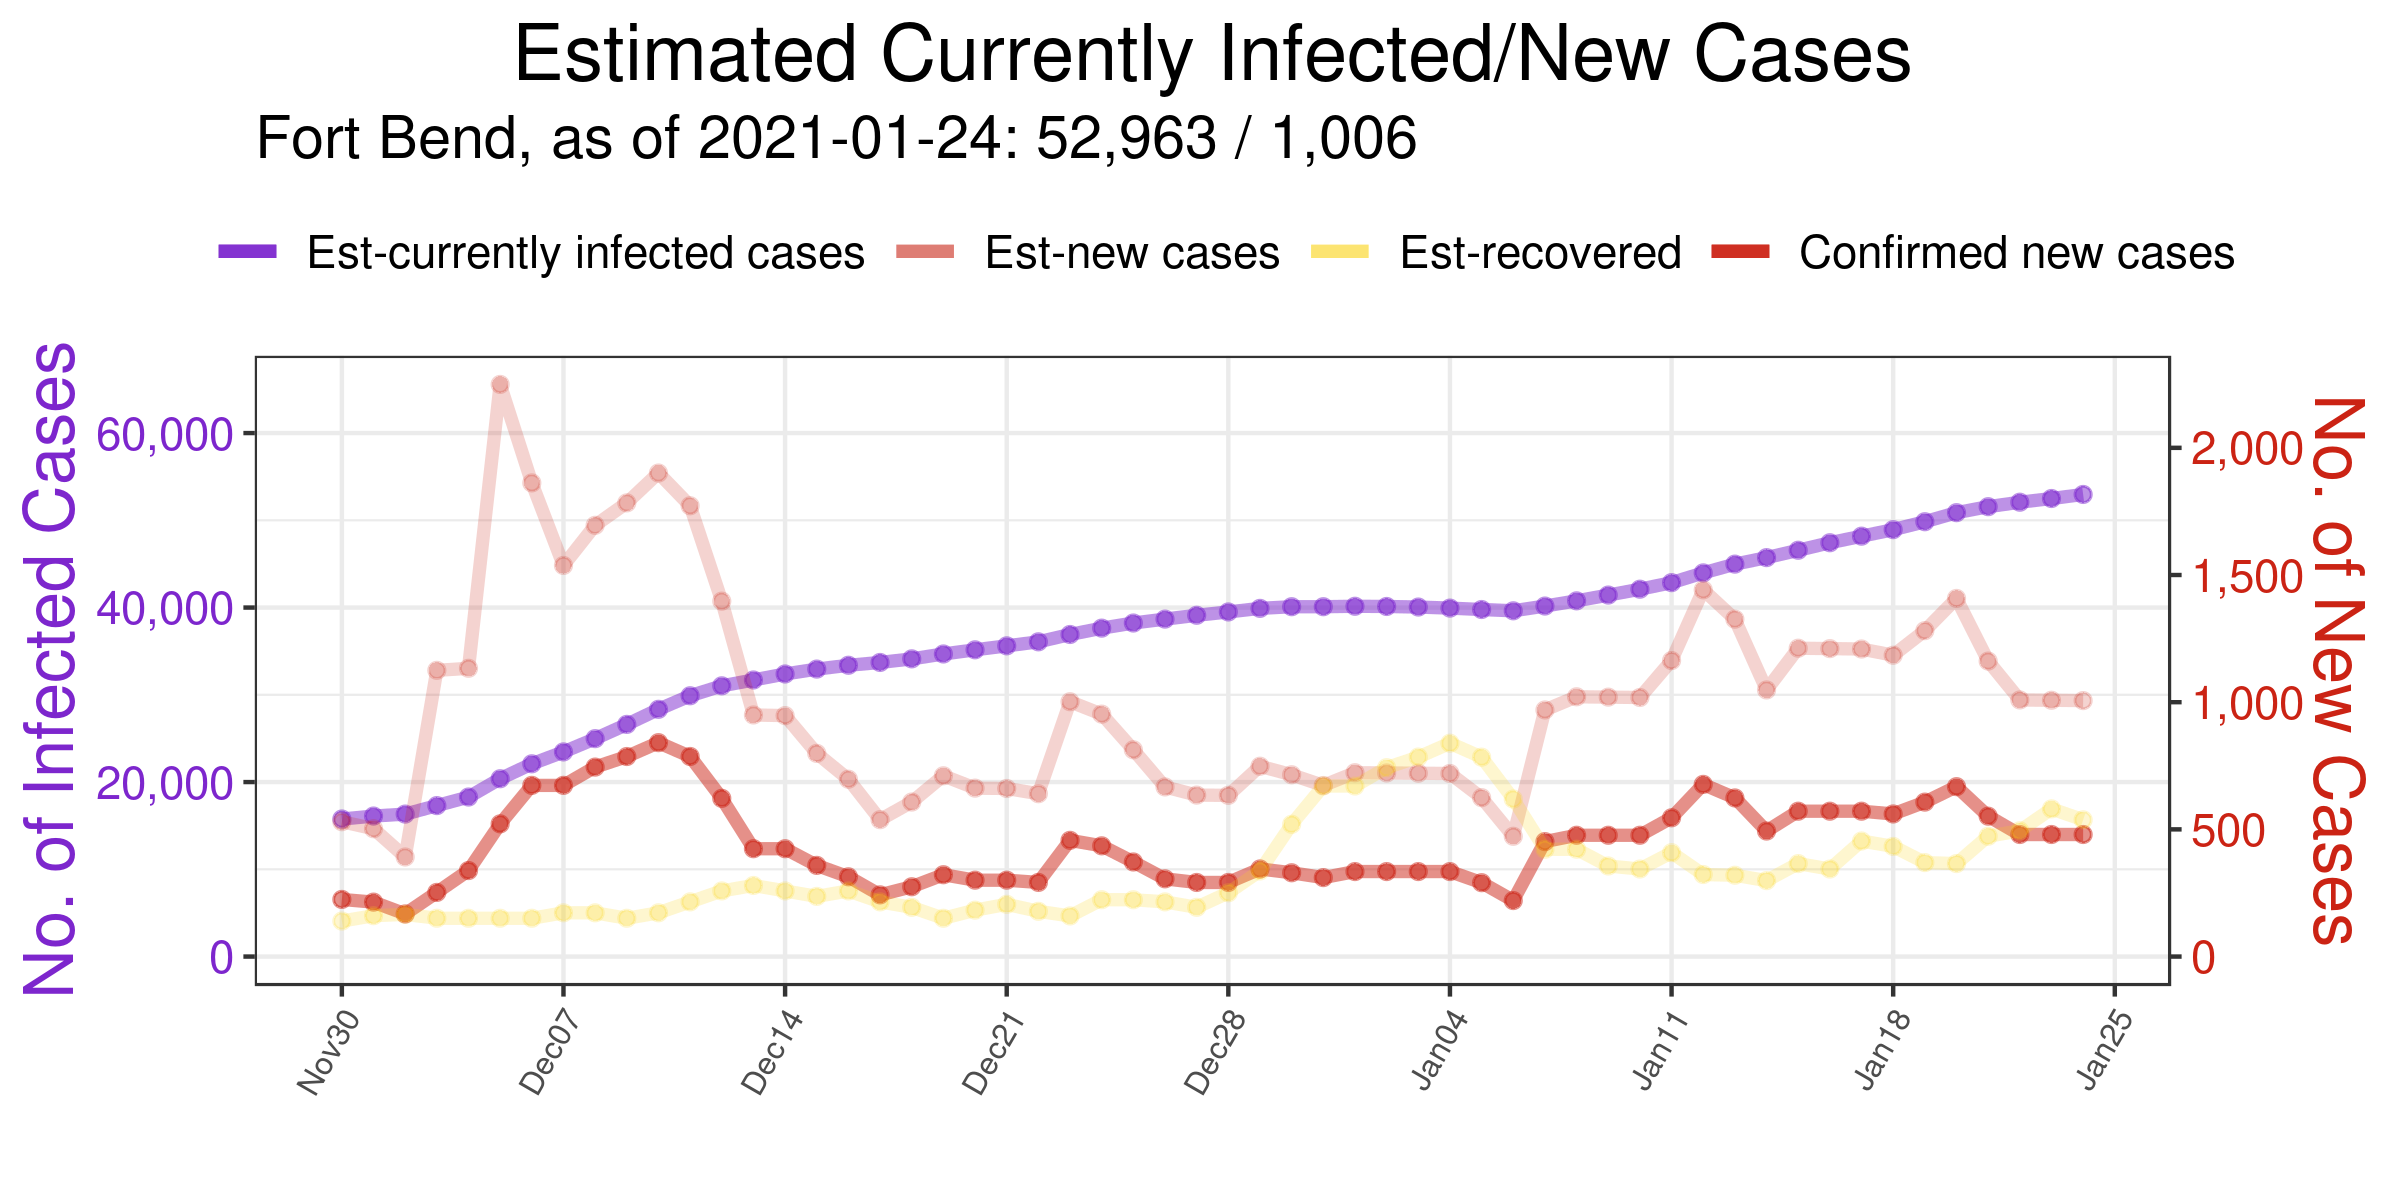 Estimated Currently Infected/New Cases
Fort Bend, as of 2021-01-24: 52,963 / 1,006
Est-currently infected cases Est-new cases Est-recovered Confirmed new cases
No. of Infected Cases
60,000
40,000
20,000
0
2,000
1,500
1,000
500
0
No. of New Cases
Nov30 Dec07 Dec14 Dec21 Dec28 Jan04 Jan11 Jan18 Jan25